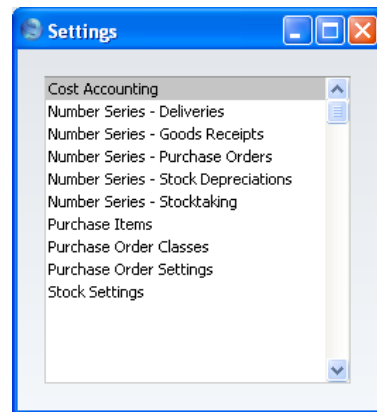 Settings
Cost Accounting
Number Series - Deliveries
Number Series - Goods Receipts
Number Series - Purchase Orders
Number Series - Stock Depreciations
Number Series - Stocktaking
Purchase Items
Purchase Order Classes
Purchase Order Settings
Stock Settings